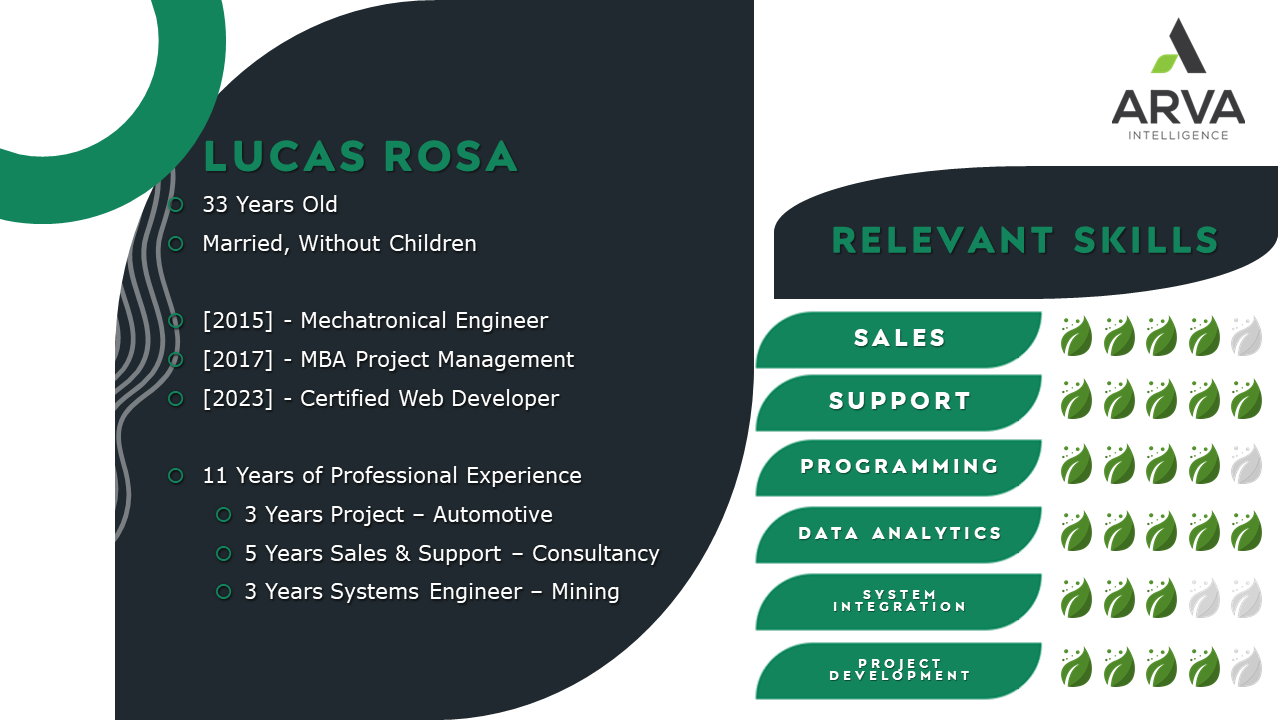 LUCAS ROSA
33 Years Old
Married, Without Children
[2015] - Mechatronical Engineer
[2017] - MBA Project Management
[2023] - Certified Web Developer
11 Years of Professional Experience
3 Years Project – Automotive
5 Years Sales & Support – Consultancy
3 Years Systems Engineer – Mining
ARVA
INTELLIGENCE
RELEVANT SKILLS
SALES
SUPPORT
PROGRAMMING
DATA ANALYTICS
SYSTEM
INTEGRATION
PROJECT
DEVELOPMENT